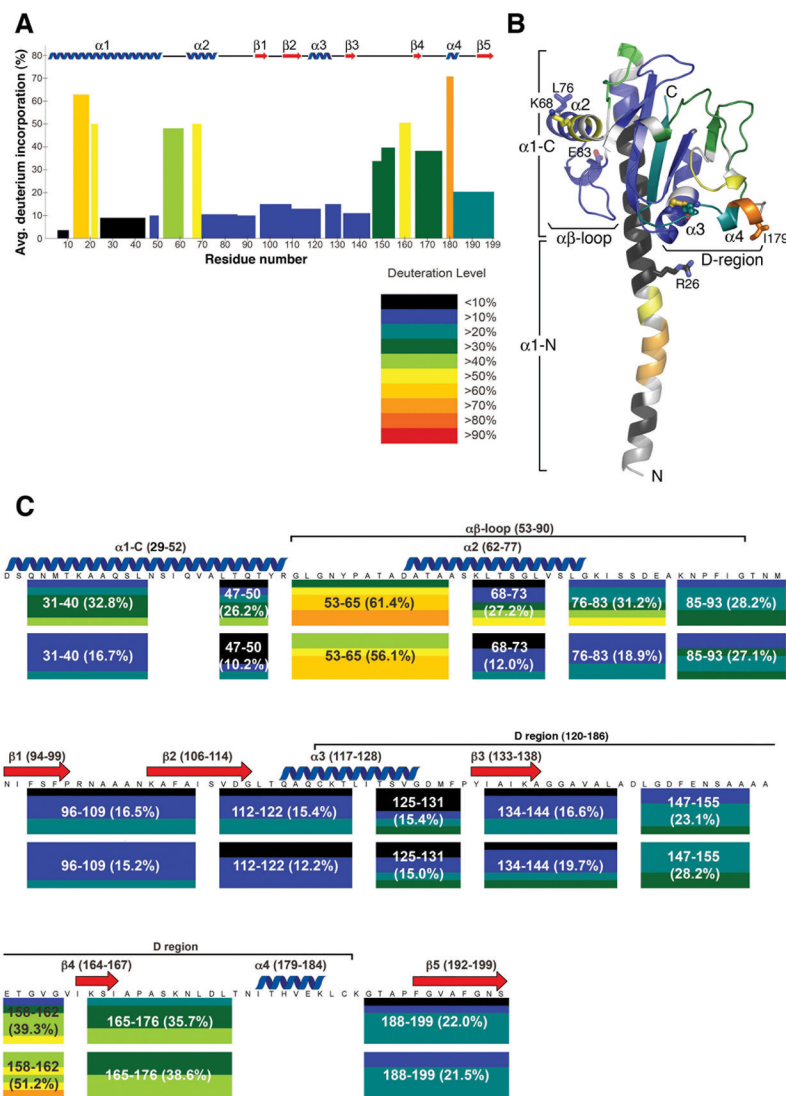 A
α1
α2
β1
β2
α3
β3
β4
α4
β5
Avg. deuterium incorporation (%)
80
70
60
50
40
30
20
10
0
10 20 30 40 50 60 70 80 90 100 110 120 130 140 150 160 170 180 190 199
Residue number
Deuteration Level
<10%
>10%
>20%
>30%
>40%
>50%
>60%
>70%
>80%
>90%
B
L76
K68
α2
C
α1-C
E83
α3
α4
I179
αβ-loop
D-region
R26
α1-N
N
C
αβ-loop (53-90)
α1-C (29-52)
α2 (62-77)
D S Q N M T K A A Q S L N S I Q V A L T Q T Y R G L G N Y P A T A D A T A A S K L T S G L V S L G K I S S D E A K N P F I G T N M
31-40 (32.8%)
47-50 (26.2%)
53-65 (61.4%)
68-73 (27.2%)
76-83 (31.2%)
85-93 (28.2%)
31-40 (16.7%)
47-50 (10.2%)
53-65 (56.1%)
68-73 (12.0%)
76-83 (18.9%)
85-93 (27.1%)
D region (120-186)
β1 (94-99)
β2 (106-114)
α3 (117-128)
β3 (133-138)
N I F S F P R N A A A N K A F A I S V D G L T Q A Q C K T L I T S V G D M F P Y I A I K A G G A V A L A D L G D F E N S A A A A
96-109 (16.5%)
112-122 (15.4%)
125-131 (15.4%)
134-144 (16.6%)
147-155 (23.1%)
96-109 (15.2%)
112-122 (12.2%)
125-131 (15.0%)
134-144 (19.7%)
147-155 (28.2%)
D region
β4 (164-167)
α4 (179-184)
β5 (192-199)
E T G V G V I K S I A P A S K N L D L T N I T H V E K L C K G T A P F G V A F G N S
158-162 (39.3%)
165-176 (35.7%)
188-199 (22.0%)
158-162 (51.2%)
165-176 (38.6%)
188-199 (21.5%)